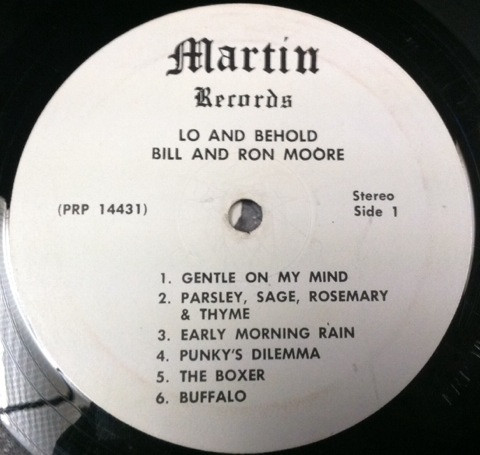 Martin
Records
LO AND BEHOLD
BILL AND RON MOORE
(PRP 14431)
Stereo
Side 1
1. GENTLE ON MY MIND
2. PARSLEY, SAGE, ROSEMARY
& THYME
3. EARLY MORNING RAIN
4. PUNKY'S DILEMMA
5. THE BOXER
6. BUFFALO